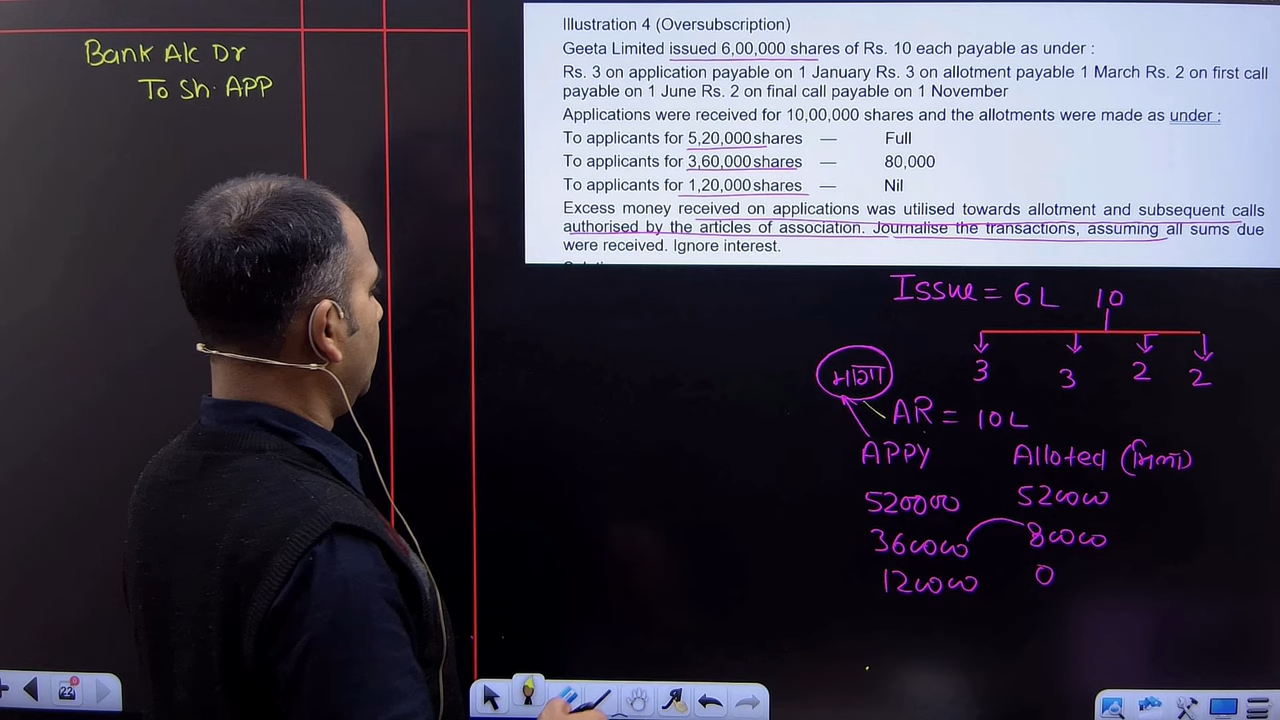 Bank A/c Dr
To Sh. APP
Illustration 4 (Oversubscription)
Geeta Limited issued 6,00,000 shares of Rs. 10 each payable as under :
Rs. 3 on application payable on 1 January Rs. 3 on allotment payable 1 March Rs. 2 on first call
payable on 1 June Rs. 2 on final call payable on 1 November
Applications were received for 10,00,000 shares and the allotments were made as under :
To applicants for 5,20,000 shares — Full
To applicants for 3,60,000 shares — 80,000
To applicants for 1,20,000 shares — Nil
Excess money received on applications was utilised towards allotment and subsequent calls
authorised by the articles of association. Journalise the transactions, assuming all sums due
were received. Ignore interest.
Issue = 6L 10
3 3 2 2
माँगा
AR = 10L
APPY Alloted (मिला)
520000 520000
360000 80000
120000 0
22